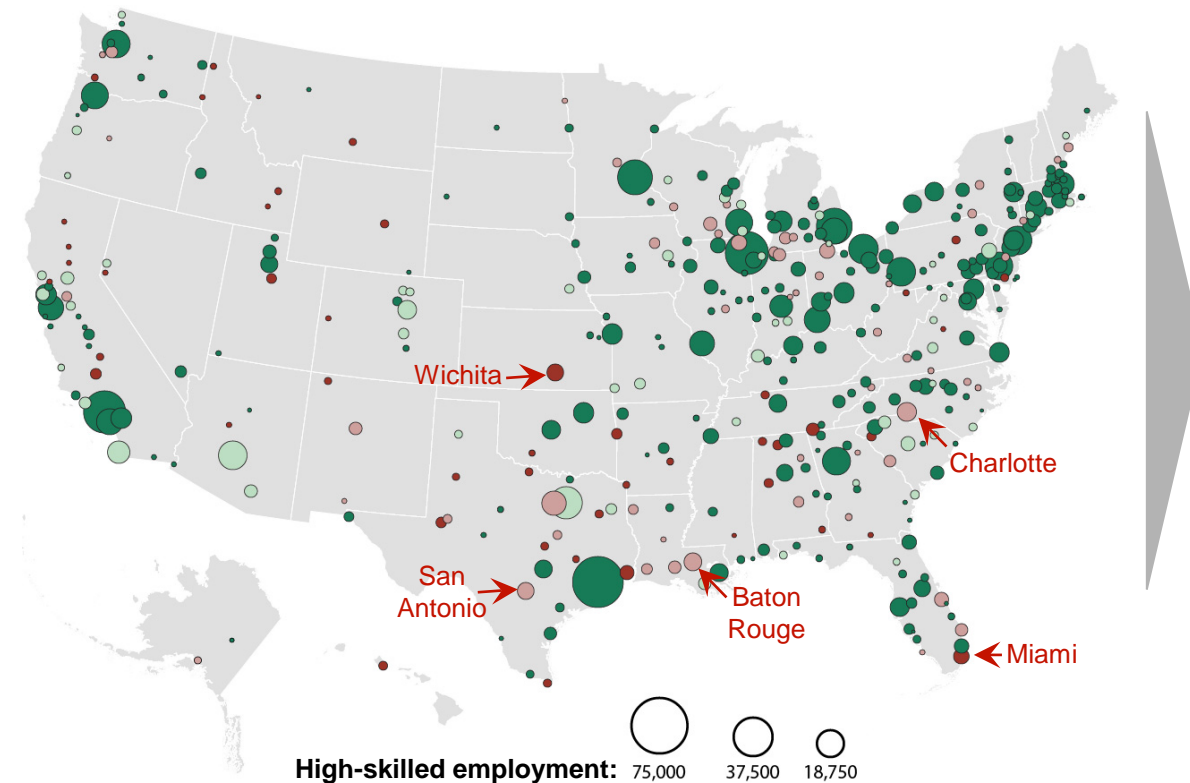 Wichita
Charlotte
San
Antonio
Baton
Rouge
Miami
High-skilled employment: 75,000 37,500 18,750